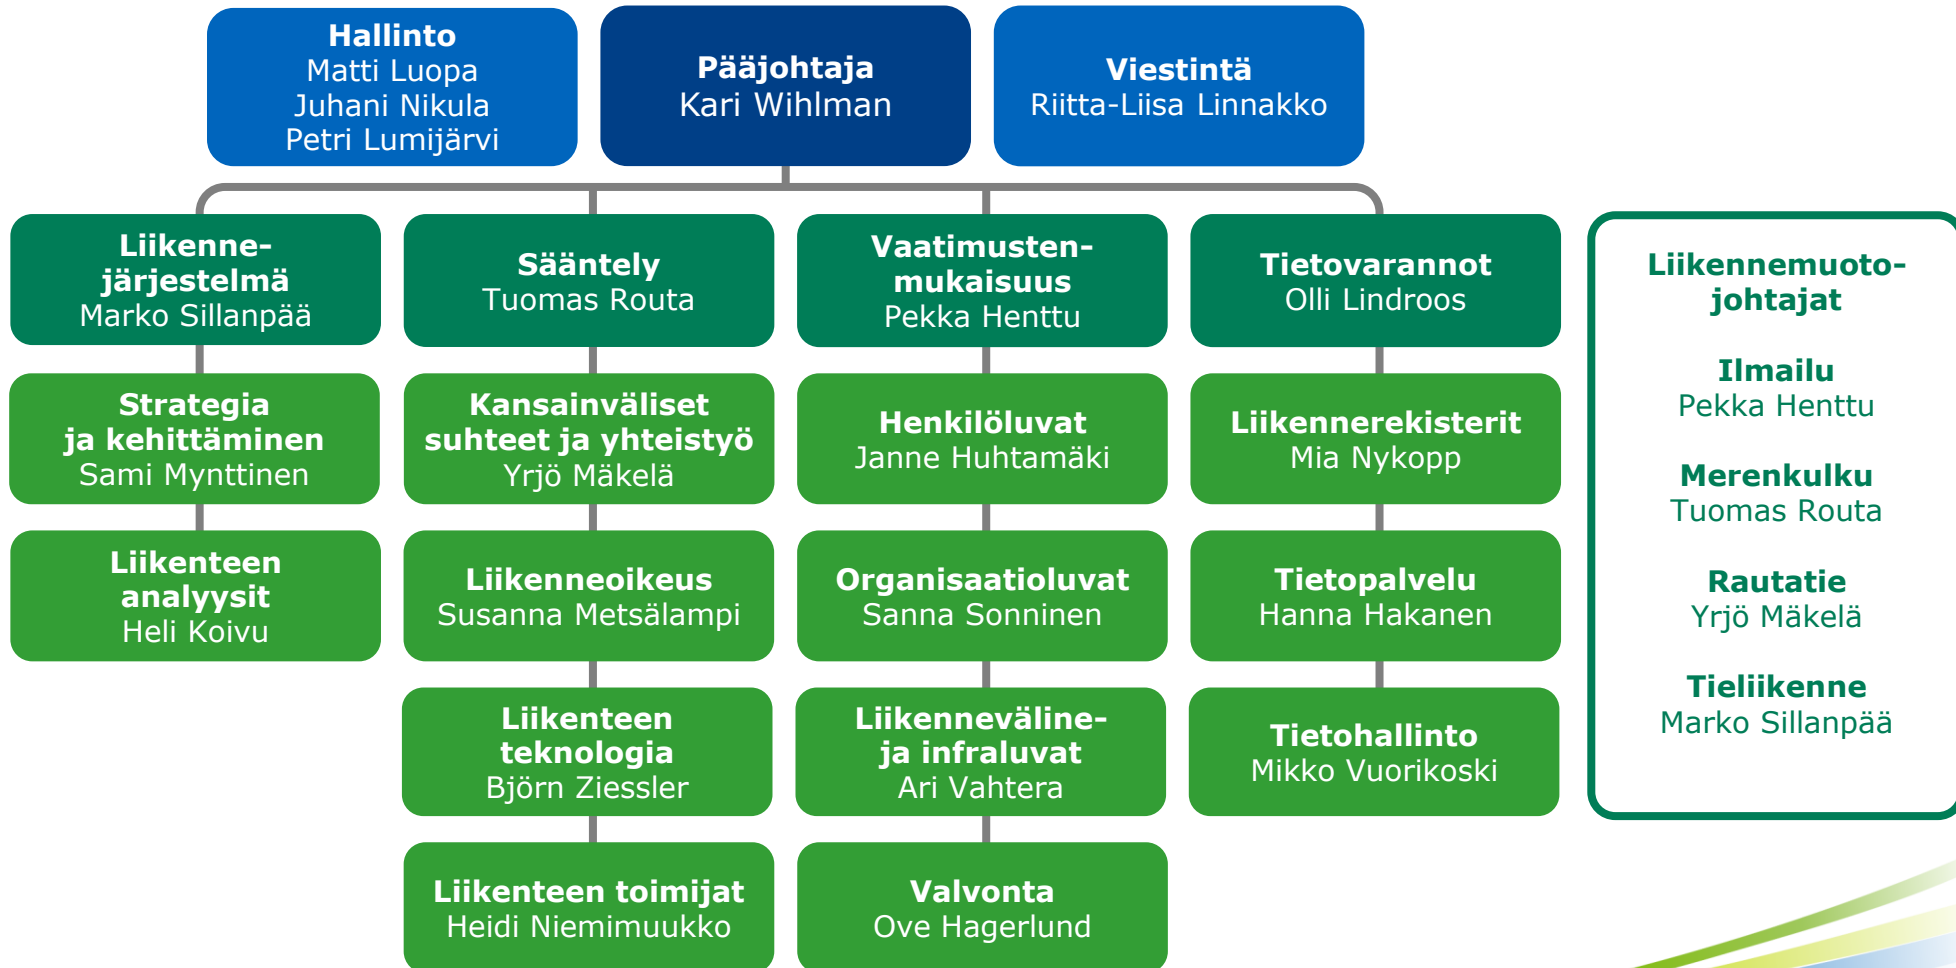 Hallinto
Matti Luopa
Juhani Nikula
Petri Lumijärvi
Pääjohtaja
Kari Wihlman
Viestintä
Riitta-Liisa Linnakko
Liikenne-
järjestelmä
Marko Sillanpää
Strategia
ja kehittäminen
Sami Mynttinen
Liikenteen
analyysit
Heli Koivu
Sääntely
Tuomas Routa
Kansainväliset
suhteet ja yhteistyö
Yrjö Mäkelä
Liikenneoikeus
Susanna Metsälampi
Liikenteen
teknologia
Björn Ziessler
Liikenteen toimijat
Heidi Niemimuukko
Vaatimusten-
mukaisuus
Pekka Henttu
Henkilöluvat
Janne Huhtamäki
Organisaatioluvat
Sanna Sonninen
Liikenneväline-
ja infraluvat
Ari Vahtera
Valvonta
Ove Hagerlund
Tietovarannot
Olli Lindroos
Liikennerekisterit
Mia Nykopp
Tietopalvelu
Hanna Hakanen
Tietohallinto
Mikko Vuorikoski
Liikennemuoto-
johtajat
Ilmailu
Pekka Henttu
Merenkulku
Tuomas Routa
Rautatie
Yrjö Mäkelä
Tieliikenne
Marko Sillanpää